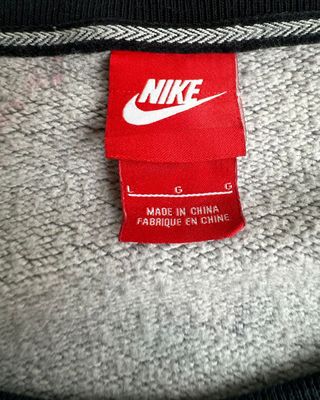 NIKE
L G G
MADE IN CHINA
FABRIQUE EN CHINE